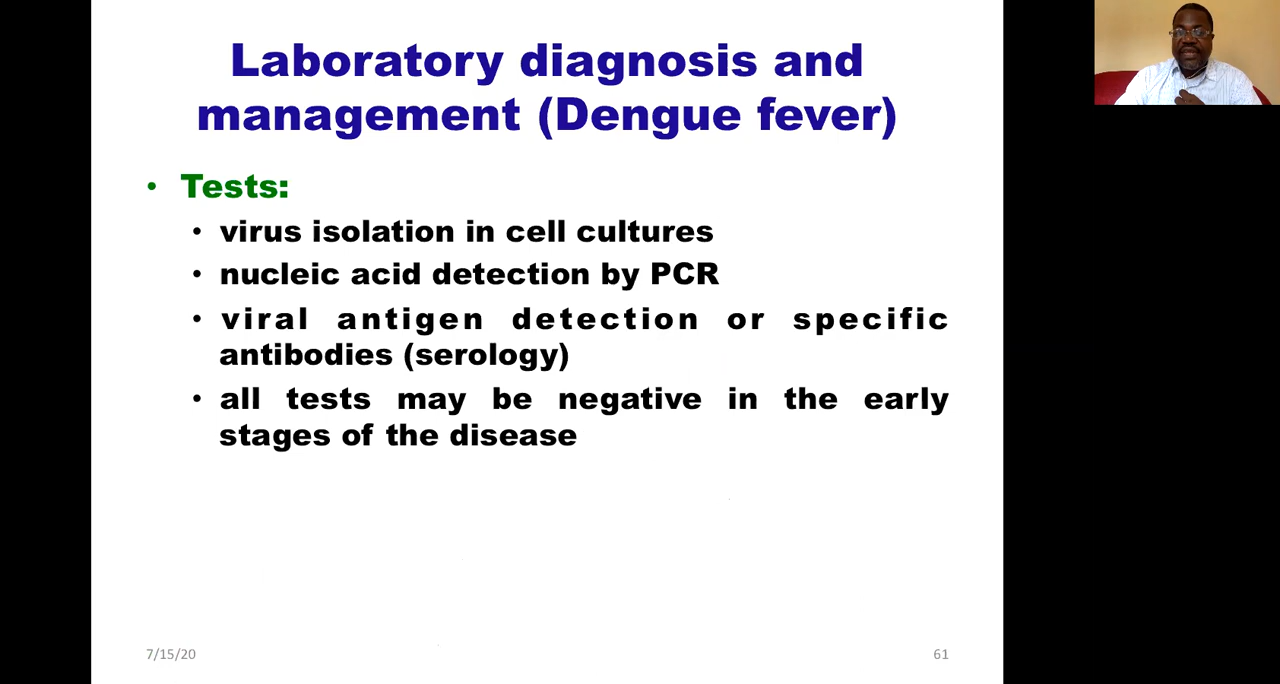 Laboratory diagnosis and
management (Dengue fever)
• Tests:
• virus isolation in cell cultures
• nucleic acid detection by PCR
• viral antigen detection or specific
antibodies (serology)
• all tests may be negative in the early
stages of the disease
7/15/20
61